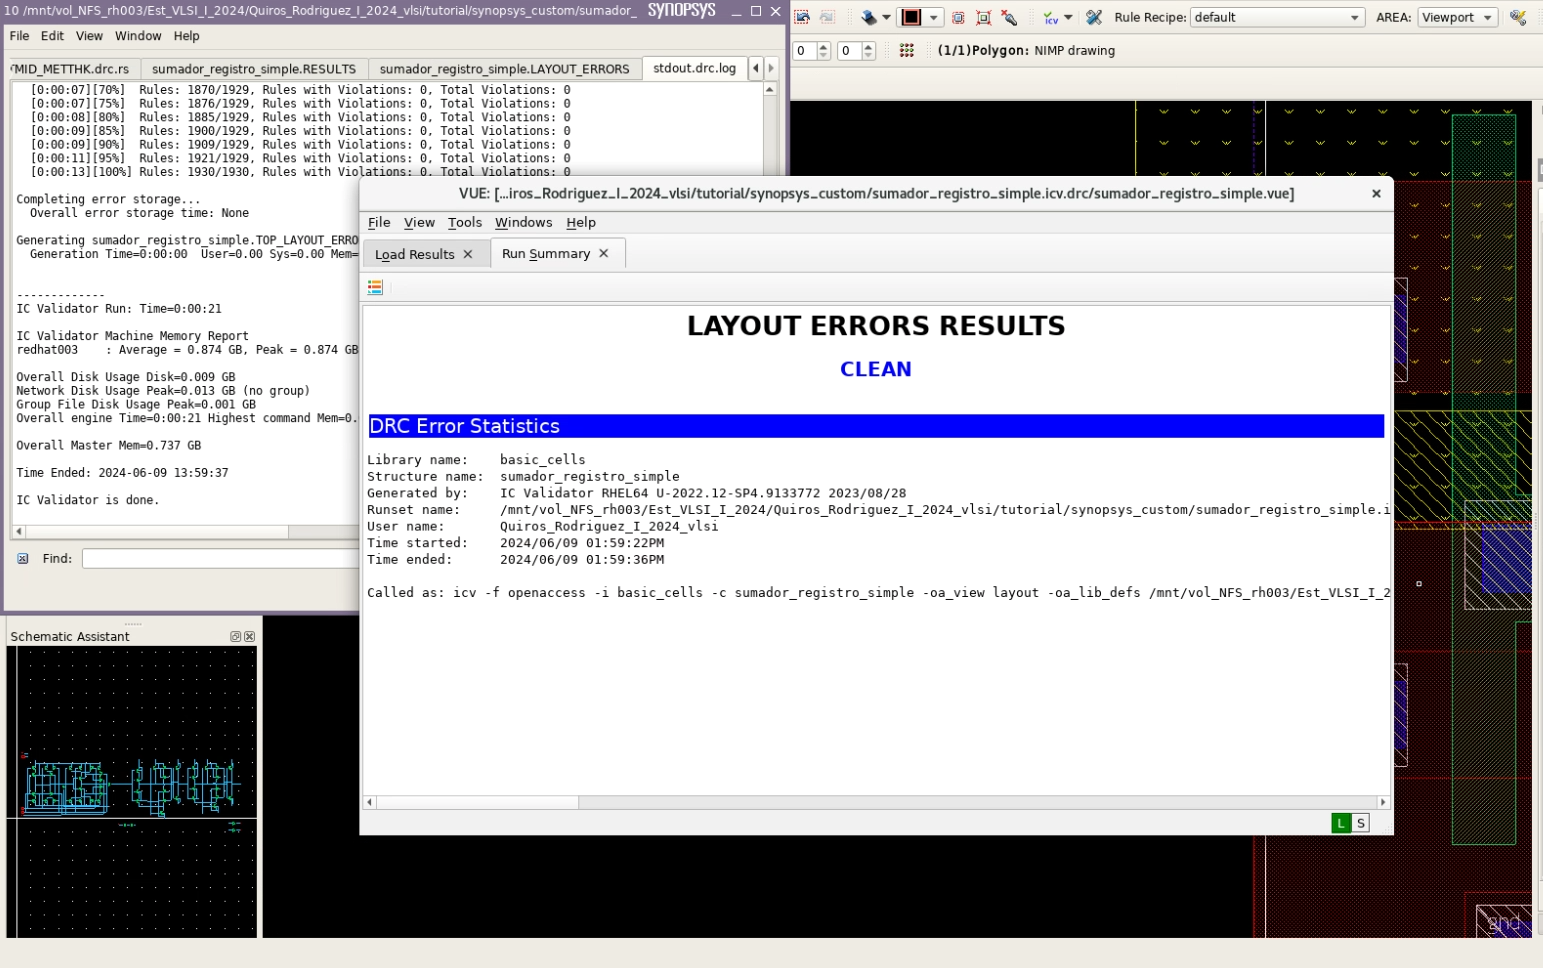 10 /mnt/vol_NFS_rh003/Est_VLSI_I_2024/Quiros_Rodriguez_I_2024_vlsi/tutorial/synopsys_custom/sumador_ SYNOPSYS
File Edit View Window Help
MID_METTHK.drc.rs sumador_registro_simple.RESULTS sumador_registro_simple.LAYOUT_ERRORS stdout.drc.log
[0:00:07][70%] Rules: 1870/1929, Rules with Violations: 0, Total Violations: 0
[0:00:07][75%] Rules: 1876/1929, Rules with Violations: 0, Total Violations: 0
[0:00:08][80%] Rules: 1885/1929, Rules with Violations: 0, Total Violations: 0
[0:00:09][85%] Rules: 1900/1929, Rules with Violations: 0, Total Violations: 0
[0:00:09][90%] Rules: 1909/1929, Rules with Violations: 0, Total Violations: 0
[0:00:11][95%] Rules: 1921/1929, Rules with Violations: 0, Total Violations: 0
[0:00:13][100%] Rules: 1930/1930, Rules with Violations: 0, Total Violations: 0
Completing error storage...
Overall error storage time: None
Generating sumador_registro_simple.TOP_LAYOUT_ERRO
Generation Time=0:00:00 User=0.00 Sys=0.00 Mem=
-------------
IC Validator Run: Time=0:00:21
IC Validator Machine Memory Report
redhat003 : Average = 0.874 GB, Peak = 0.874 GB
Overall Disk Usage Disk=0.009 GB
Network Disk Usage Peak=0.013 GB (no group)
Group File Disk Usage Peak=0.001 GB
Overall engine Time=0:00:21 Highest command Mem=0.
Overall Master Mem=0.737 GB
Time Ended: 2024-06-09 13:59:37
IC Validator is done.
Find:
icv Rule Recipe: default AREA: Viewport
0 0 (1/1)Polygon: NIMP drawing
VUE: [...iros_Rodriguez_I_2024_vlsi/tutorial/synopsys_custom/sumador_registro_simple.icv.drc/sumador_registro_simple.vue]
File View Tools Windows Help
Load Results Run Summary
LAYOUT ERRORS RESULTS
CLEAN
DRC Error Statistics
Library name: basic_cells
Structure name: sumador_registro_simple
Generated by: IC Validator RHEL64 U-2022.12-SP4.9133772 2023/08/28
Runset name: /mnt/vol_NFS_rh003/Est_VLSI_I_2024/Quiros_Rodriguez_I_2024_vlsi/tutorial/synopsys_custom/sumador_registro_simple.i
User name: Quiros_Rodriguez_I_2024_vlsi
Time started: 2024/06/09 01:59:22PM
Time ended: 2024/06/09 01:59:36PM
Called as: icv -f openaccess -i basic_cells -c sumador_registro_simple -oa_view layout -oa_lib_defs /mnt/vol_NFS_rh003/Est_VLSI_I_2
L S
Schematic Assistant
gnd